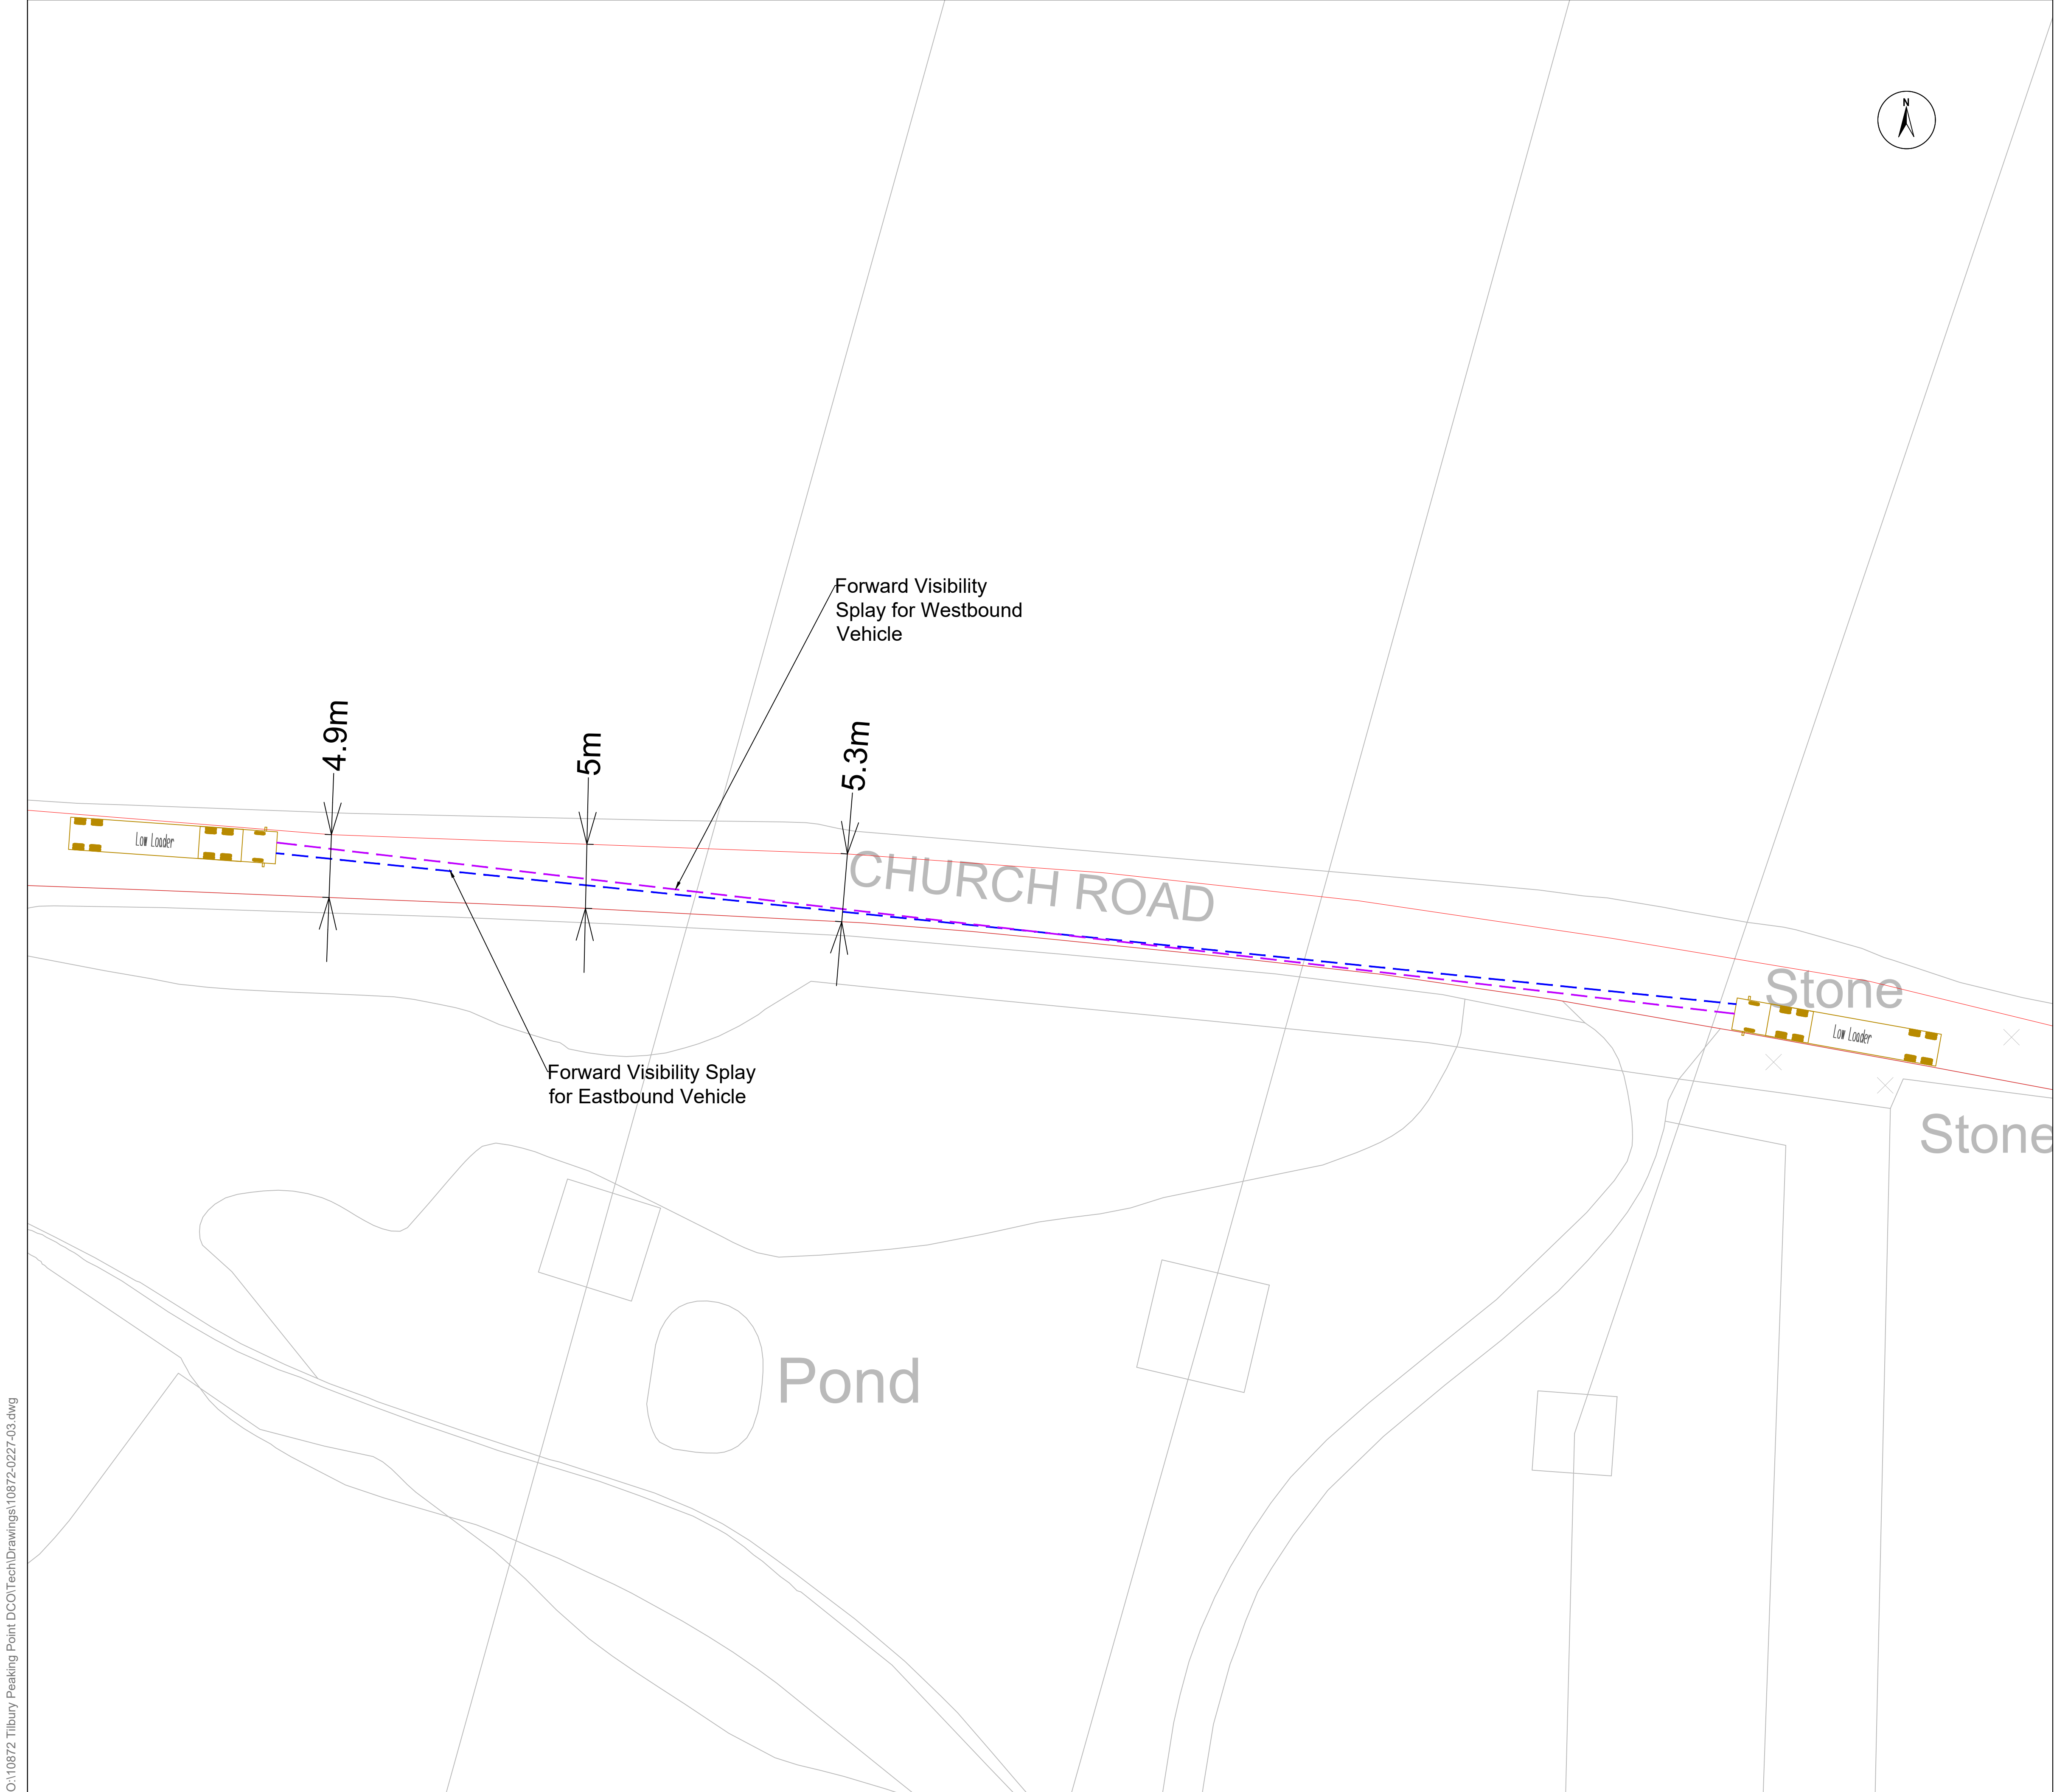 N
Forward Visibility
Splay for Westbound
Vehicle
4.9m
5m
5.3m
Low Loader
CHURCH ROAD
Stone
Low Loader
Forward Visibility Splay
for Eastbound Vehicle
Stone
Pond
O:\10872 Tilbury Peaking Point DCO\Tech\Drawings\10872-0227-03.dwg